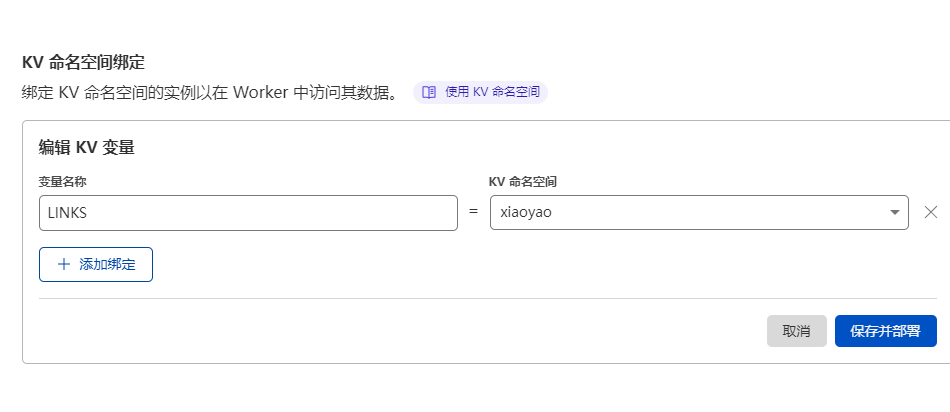 KV 命名空间绑定
绑定 KV 命名空间的实例以在 Worker 中访问其数据。 使用 KV 命名空间
编辑 KV 变量
变量名称 KV 命名空间
LINKS = xiaoyao
添加绑定
取消 保存并部署